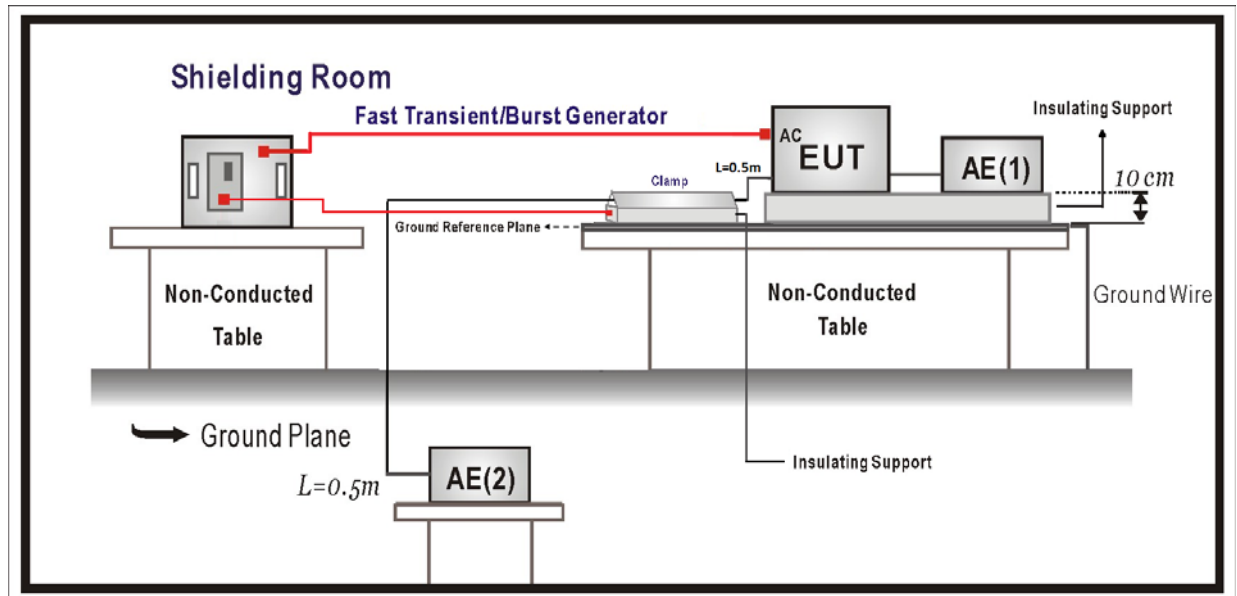 Shielding Room
Fast Transient/Burst Generator
Insulating Support
AC
EUT
AE(1)
L=0.5m
10 cm
Clamp
Ground Reference Plane
Non-Conducted
Table
Non-Conducted
Table
Ground Wire
Ground Plane
Insulating Support
L=0.5m
AE(2)